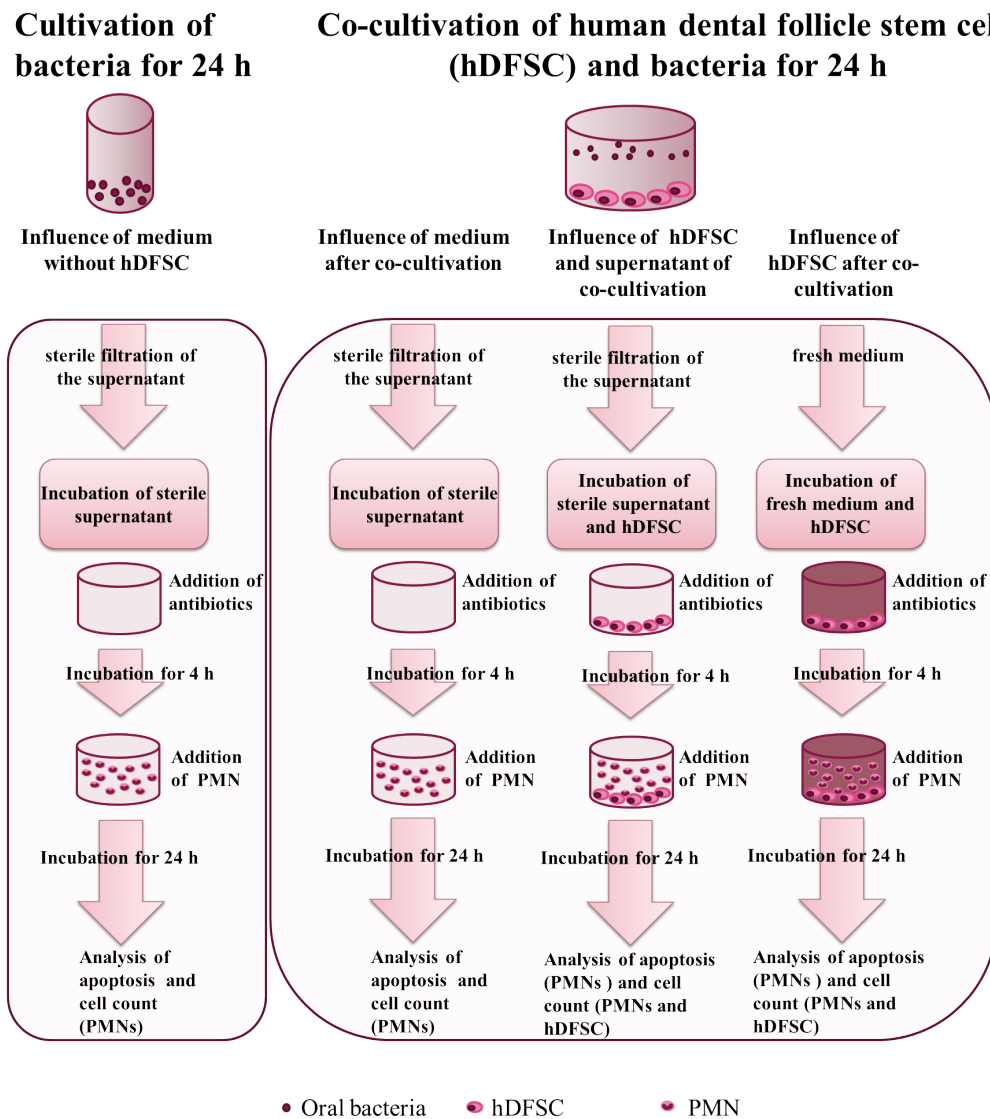 Cultivation of
bacteria for 24 h
Co-cultivation of human dental follicle stem cel
(hDFSC) and bacteria for 24 h
Influence of medium
without hDFSC
Influence of medium
after co-cultivation
Influence of hDFSC
and supernatant of
co-cultivation
Influence of
hDFSC after co-
cultivation
sterile filtration of
the supernatant
sterile filtration of
the supernatant
sterile filtration of
the supernatant
fresh medium
Incubation of sterile
supernatant
Incubation of sterile
supernatant
Incubation of
sterile supernatant
and hDFSC
Incubation of
fresh medium and
hDFSC
Addition of
antibiotics
Addition of
antibiotics
Addition of
antibiotics
Addition of
antibiotics
Incubation for 4 h
Incubation for 4 h
Incubation for 4 h
Incubation for 4 h
Addition
of PMN
Addition
of PMN
Addition
of PMN
Addition
of PMN
Incubation for 24 h
Incubation for 24 h
Incubation for 24 h
Incubation for 24 h
Analysis of
apoptosis and
cell count
(PMNs)
Analysis of
apoptosis and
cell count
(PMNs)
Analysis of apoptosis
(PMNs ) and cell
count (PMNs and
hDFSC)
Analysis of apoptosis
(PMNs ) and cell
count (PMNs and
hDFSC)
Oral bacteria
hDFSC
PMN